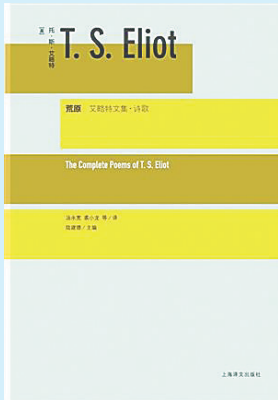 [英]
托·斯·艾略特
T. S. Eliot
荒原 艾略特文集·诗歌
The Complete Poems of T. S. Eliot
汤永宽 裘小龙 等/译
陆建德/主编
上海译文出版社